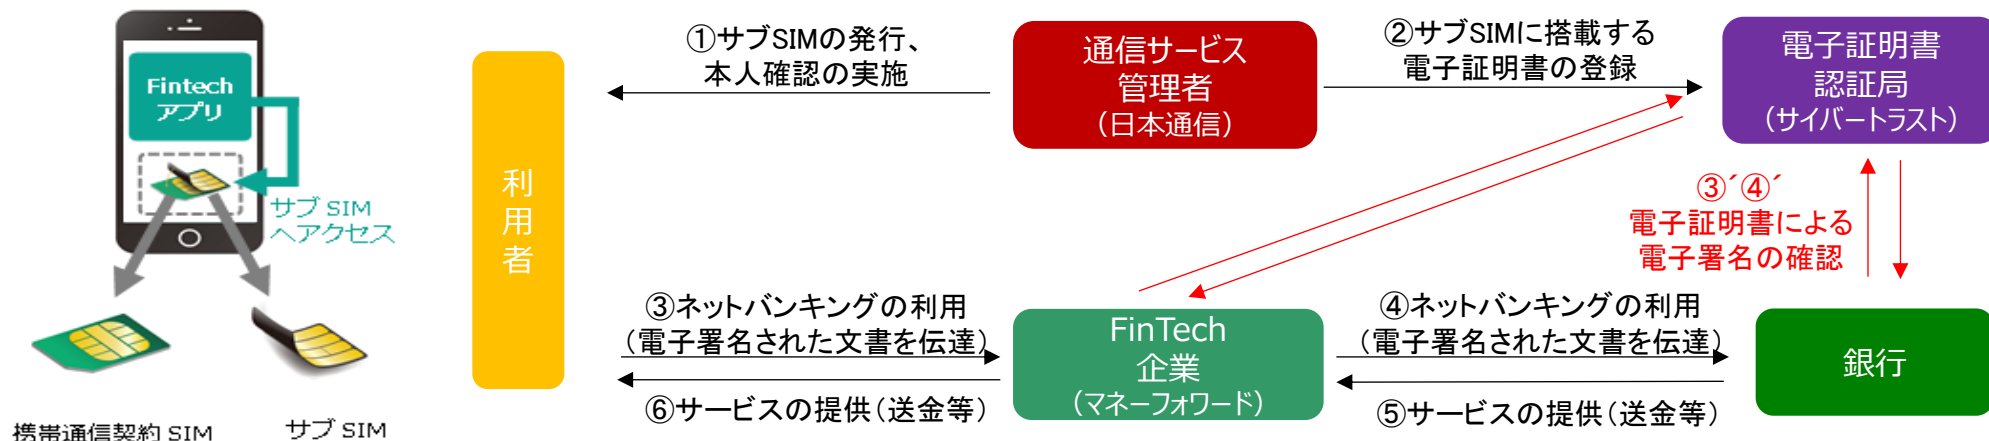 Fintech
アプリ
サブ SIM
へアクセス
携帯通信契約 SIM
サブ SIM
利
用
者
①サブSIMの発行、
本人確認の実施
通信サービス
管理者
（日本通信）
②サブSIMに搭載する
電子証明書の登録
電子証明書
認証局
（サイバートラスト）
③´④´
電子証明書による
電子署名の確認
③ネットバンキングの利用
（電子署名された文書を伝達）
⑥サービスの提供（送金等）
FinTech
企業
（マネーフォワード）
④ネットバンキングの利用
（電子署名された文書を伝達）
⑤サービスの提供（送金等）
銀行